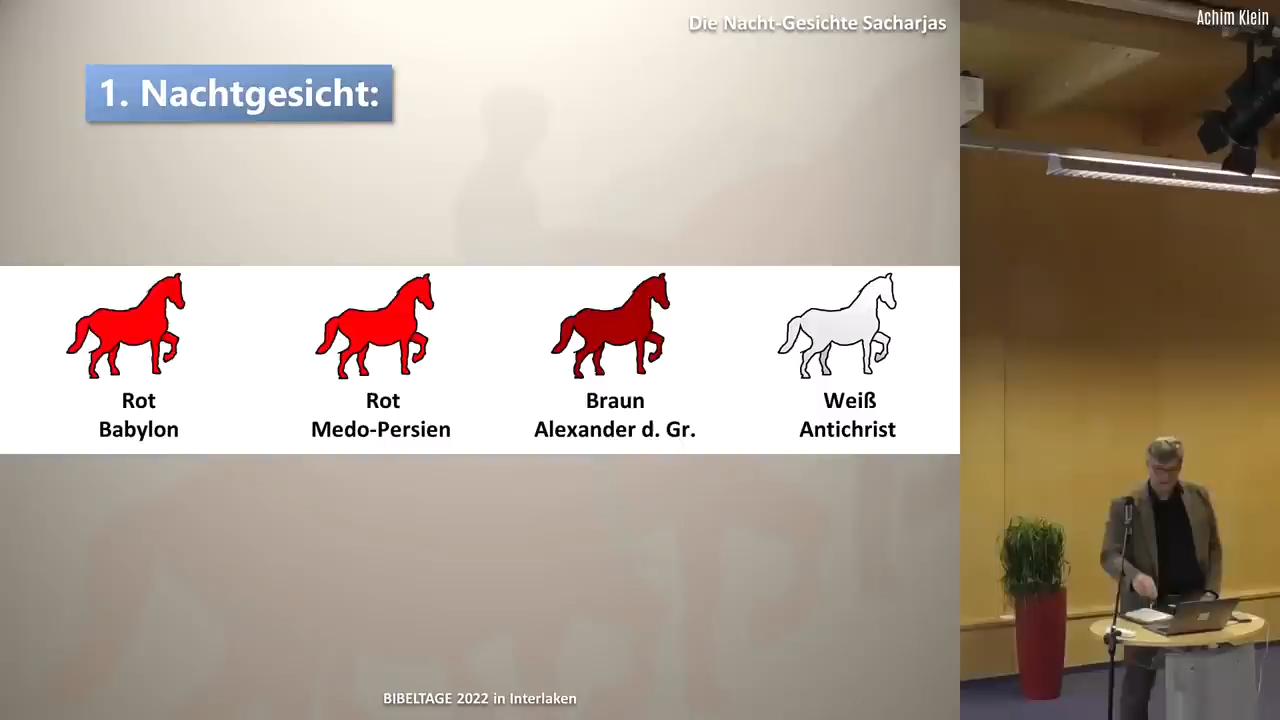 Die Nacht-Gesichte Sacharjas
Achim Klein
1. Nachtgesicht:
Rot
Babylon
Rot
Medo-Persien
Braun
Alexander d. Gr.
Weiß
Antichrist
BIBELTAGE 2022 in Interlaken